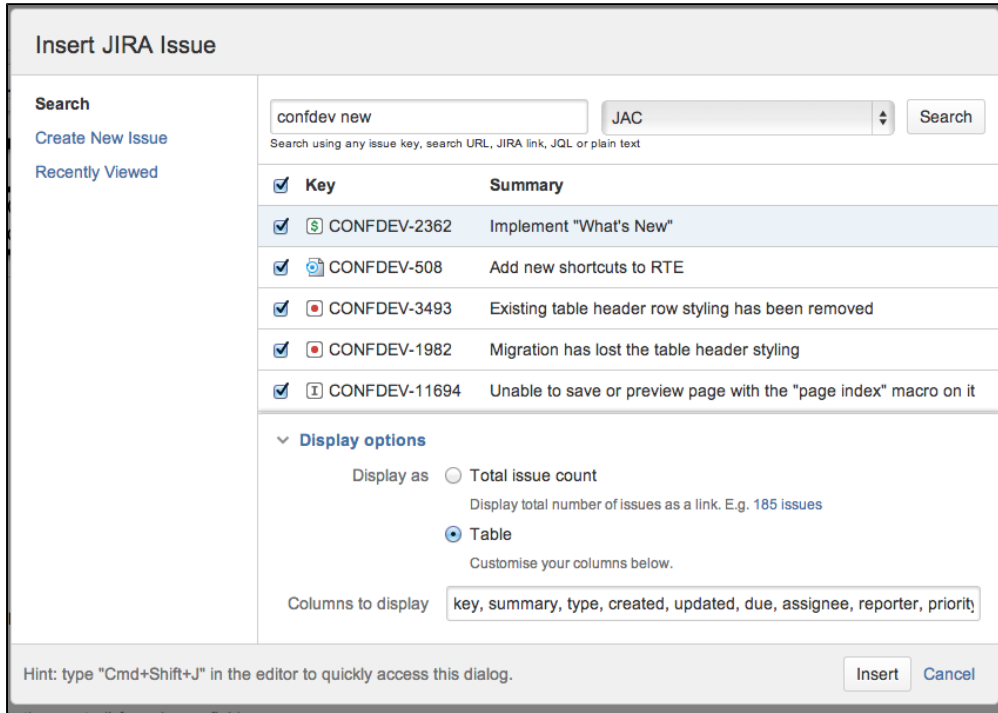 Insert JIRA Issue
Search
Create New Issue
Recently Viewed
confdev new
JAC
Search
Search using any issue key, search URL, JIRA link, JQL or plain text
Key Summary
CONFDEV-2362 Implement "What's New"
CONFDEV-508 Add new shortcuts to RTE
CONFDEV-3493 Existing table header row styling has been removed
CONFDEV-1982 Migration has lost the table header styling
CONFDEV-11694 Unable to save or preview page with the "page index" macro on it
Display options
Display as Total issue count
Display total number of issues as a link. E.g. 185 issues
Table
Customise your columns below.
Columns to display key, summary, type, created, updated, due, assignee, reporter, priority
Hint: type "Cmd+Shift+J" in the editor to quickly access this dialog.
Insert Cancel